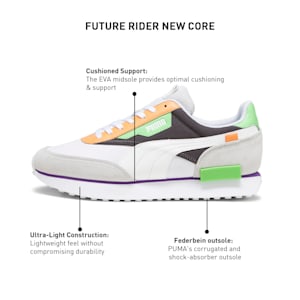 FUTURE RIDER NEW CORE
Cushioned Support:
The EVA midsole provides optimal cushioning
& support
PUMA
Ultra-Light Construction:
Lightweight feel without
compromising durability
Federbein outsole:
PUMA's corrugated and
shock-absorber outsole